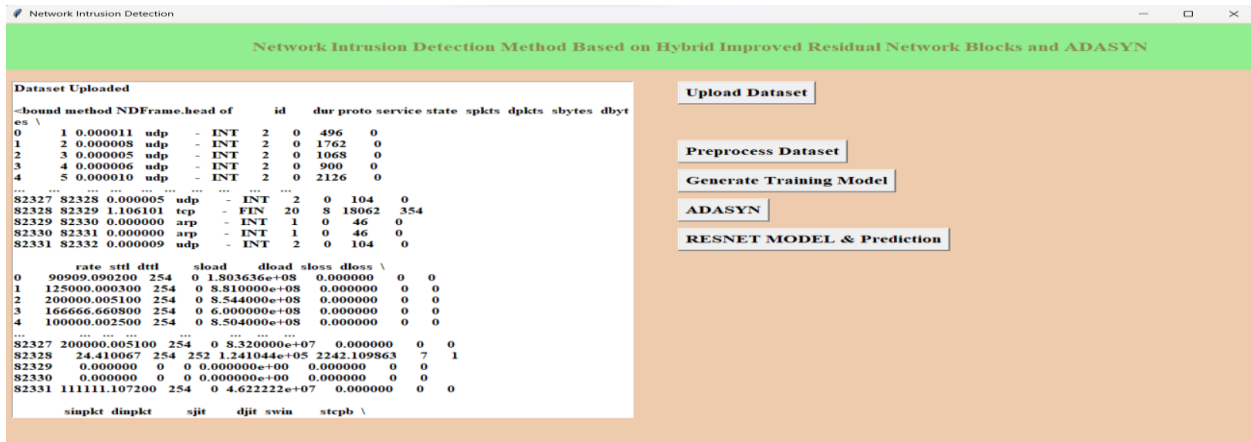 Network Intrusion Detection
Network Intrusion Detection Method Based on Hybrid Improved Residual Network Blocks and ADASYN
Dataset Uploaded
<bound method NDFrame.head of id dur proto service state spkts dpkts sbytes dbyt
es \
0 1 0.000011 udp - INT 2 0 496 0
1 2 0.000008 udp - INT 2 0 1762 0
2 3 0.000005 udp - INT 2 0 1068 0
3 4 0.000006 udp - INT 2 0 900 0
4 5 0.000010 udp - INT 2 0 2126 0
... ... ... ... ... ... ... ... ... ...
82327 82328 0.000005 udp - INT 2 0 104 0
82328 82329 1.106101 tcp - FIN 20 8 18062 354
82329 82330 0.000000 arp - INT 1 0 46 0
82330 82331 0.000000 arp - INT 1 0 46 0
82331 82332 0.000009 udp - INT 2 0 104 0
rate sttl dttl sload dload sloss dloss \
0 90909.090200 254 0 1.803636e+08 0.000000 0 0
1 125000.000300 254 0 8.810000e+08 0.000000 0 0
2 200000.005100 254 0 8.544000e+08 0.000000 0 0
3 166666.660800 254 0 6.000000e+08 0.000000 0 0
4 100000.002500 254 0 8.504000e+08 0.000000 0 0
... ... ... ... ... ... ... ...
82327 200000.005100 254 0 8.320000e+07 0.000000 0 0
82328 24.410067 254 252 1.241044e+05 2242.109863 7 1
82329 0.000000 0 0 0.000000e+00 0.000000 0 0
82330 0.000000 0 0 0.000000e+00 0.000000 0 0
82331 111111.107200 254 0 4.622222e+07 0.000000 0 0
sinpkt dinpkt sjit djit swin stcpb \
Upload Dataset
Preprocess Dataset
Generate Training Model
ADASYN
RESNET MODEL & Prediction